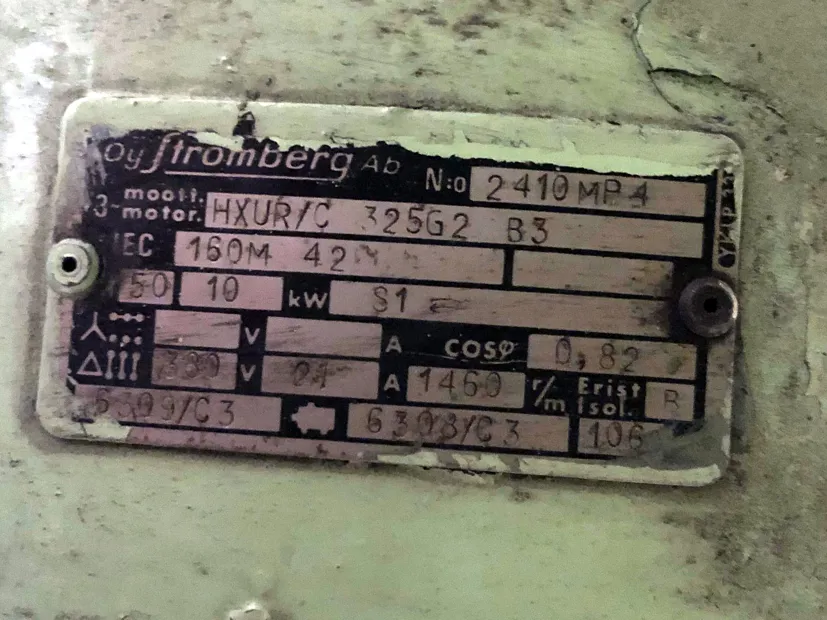 Oy Strömberg Ab N:o 2410MP4
3~ moott. motor. HXUR/C 325G2 B3
IEC 160M 42
50 10 kW S1
V A COSφ 0,82
Δ 380 V A 1460 r/m Erist. Isol. B
6309/C3 6308/C3 106